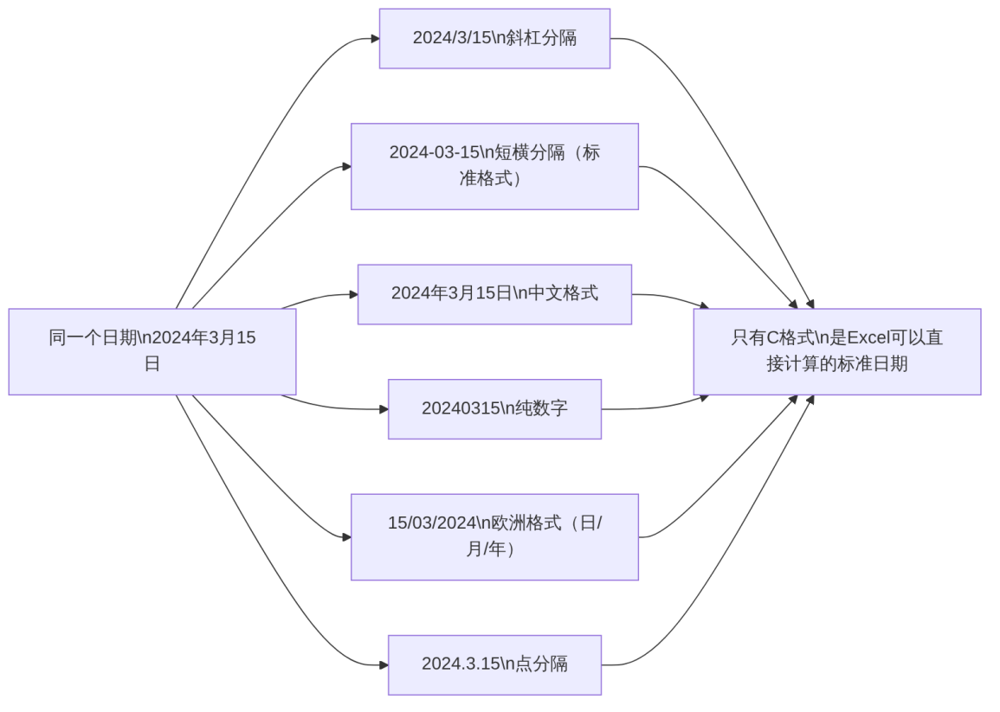 2024/3/15\n斜杠分隔
2024-03-15\n短横分隔（标
准格式）
2024年3月15日\n中文格式
同一个日期\n2024年3月15
日
只有C格式\n是Excel可以直
接计算的标准日期
20240315\n纯数字
15/03/2024\n欧洲格式（日/
月/年）
2024.3.15\n点分隔